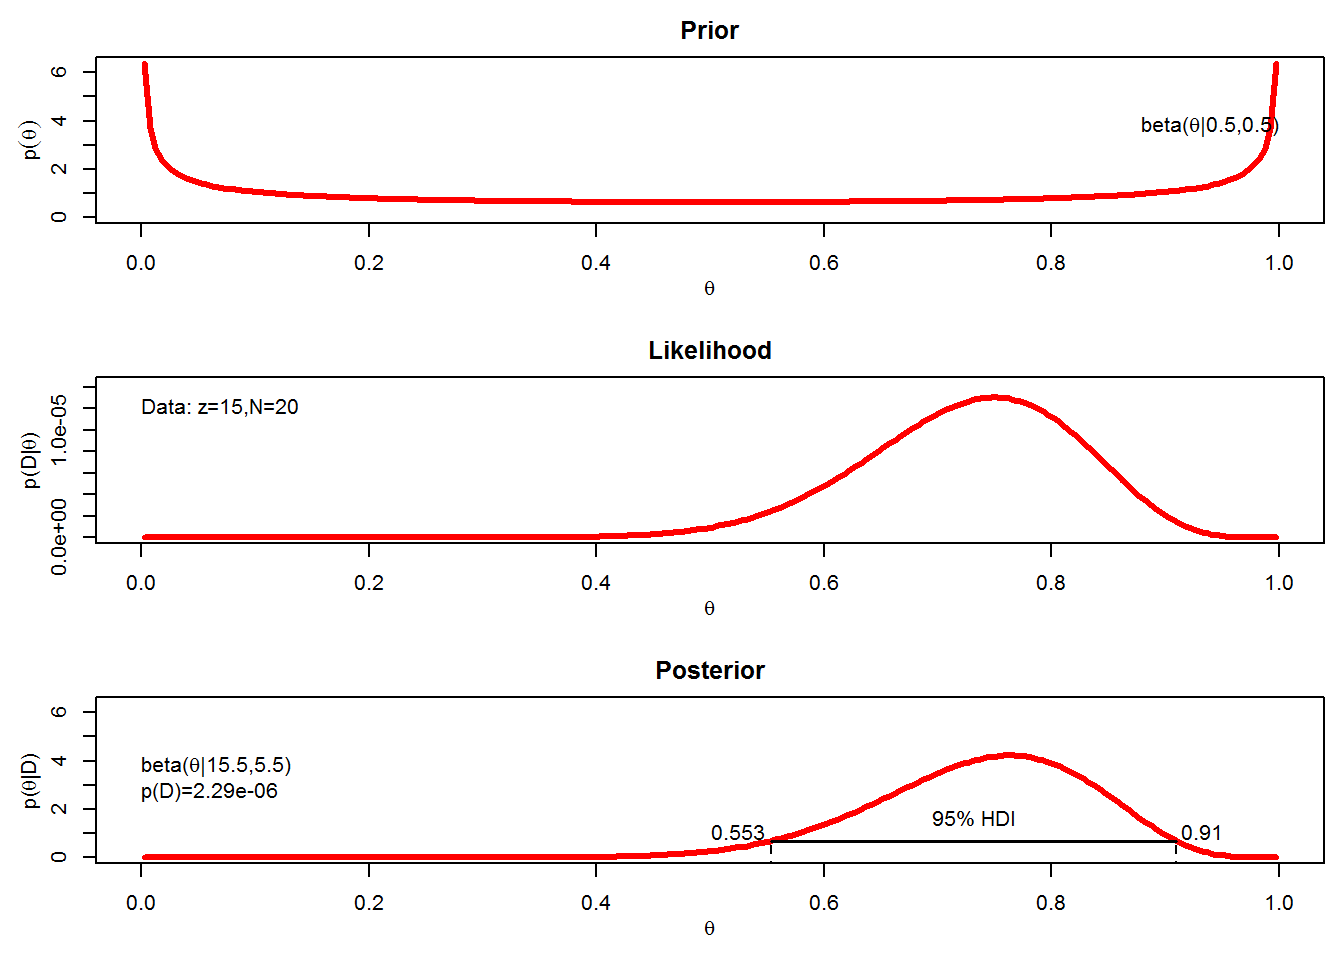 Prior
p(θ)
6
4
2
0
beta(θ|0.5,0.5)
0.0 0.2 0.4 0.6 0.8 1.0
θ
Likelihood
p(D|θ)
1.0e-05
0.0e+00
Data: z=15,N=20
0.0 0.2 0.4 0.6 0.8 1.0
θ
Posterior
p(θ|D)
6
4
2
0
beta(θ|15.5,5.5)
p(D)=2.29e-06
95% HDI
0.553 0.91
0.0 0.2 0.4 0.6 0.8 1.0
θ